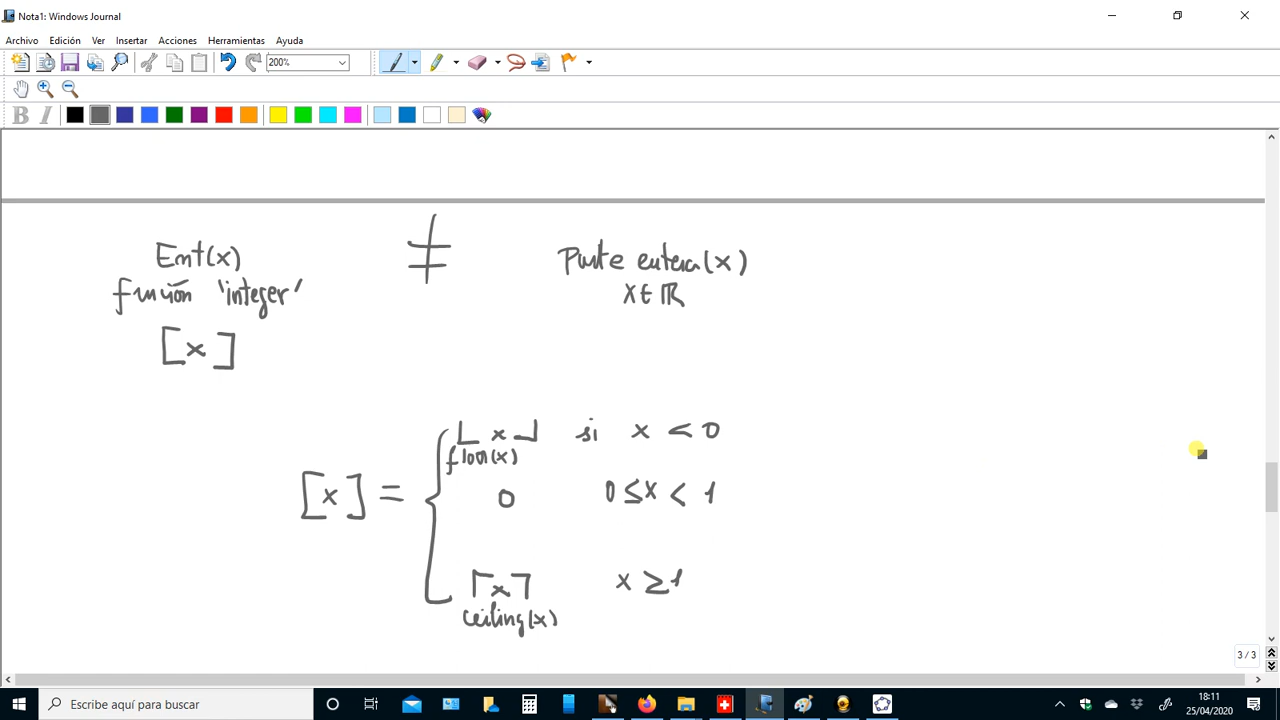 Nota1: Windows Journal
Archivo Edición Ver Insertar Acciones Herramientas Ayuda
200%
B I
Ent(x) ≠ Parte entera(x)
función 'integer' x ∈ ℝ
[x]
⌊x⌋ si x < 0
floor(x)
[x] = { 0 0 ≤ x < 1
⌈x⌉ x ≥ 1
ceiling(x)
3 / 3
Escribe aquí para buscar
18:11
25/04/2020